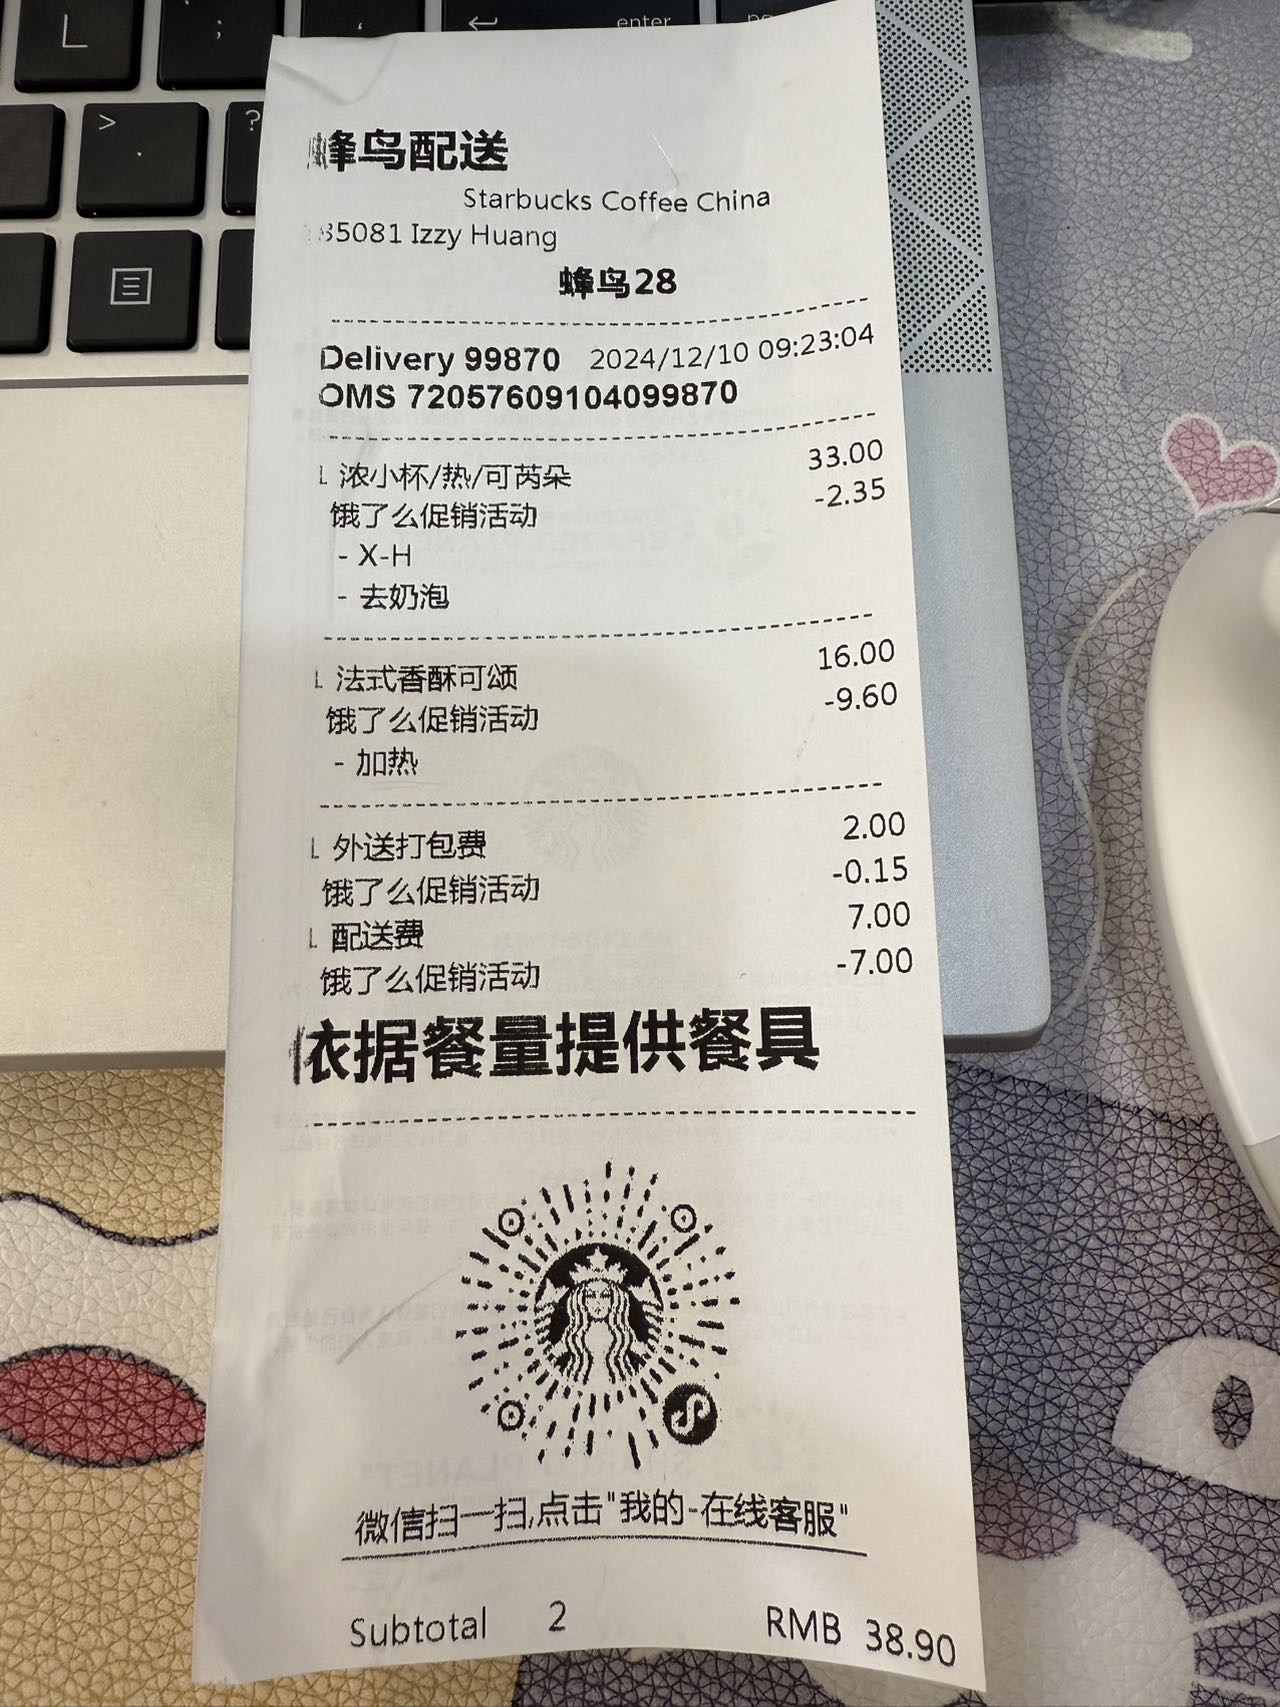 L
;
,
enter
>
.
?
蜂鸟配送
Starbucks Coffee China
85081 Izzy Huang
蜂鸟28
Delivery 99870 2024/12/10 09:23:04
OMS 72057609104099870
1 浓小杯/热/可芮朵 33.00
饿了么促销活动 -2.35
- X-H
- 去奶泡
1 法式香酥可颂 16.00
饿了么促销活动 -9.60
- 加热
1 外送打包费 2.00
饿了么促销活动 -0.15
1 配送费 7.00
饿了么促销活动 -7.00
依据餐量提供餐具
微信扫一扫,点击"我的-在线客服"
Subtotal 2 RMB 38.90